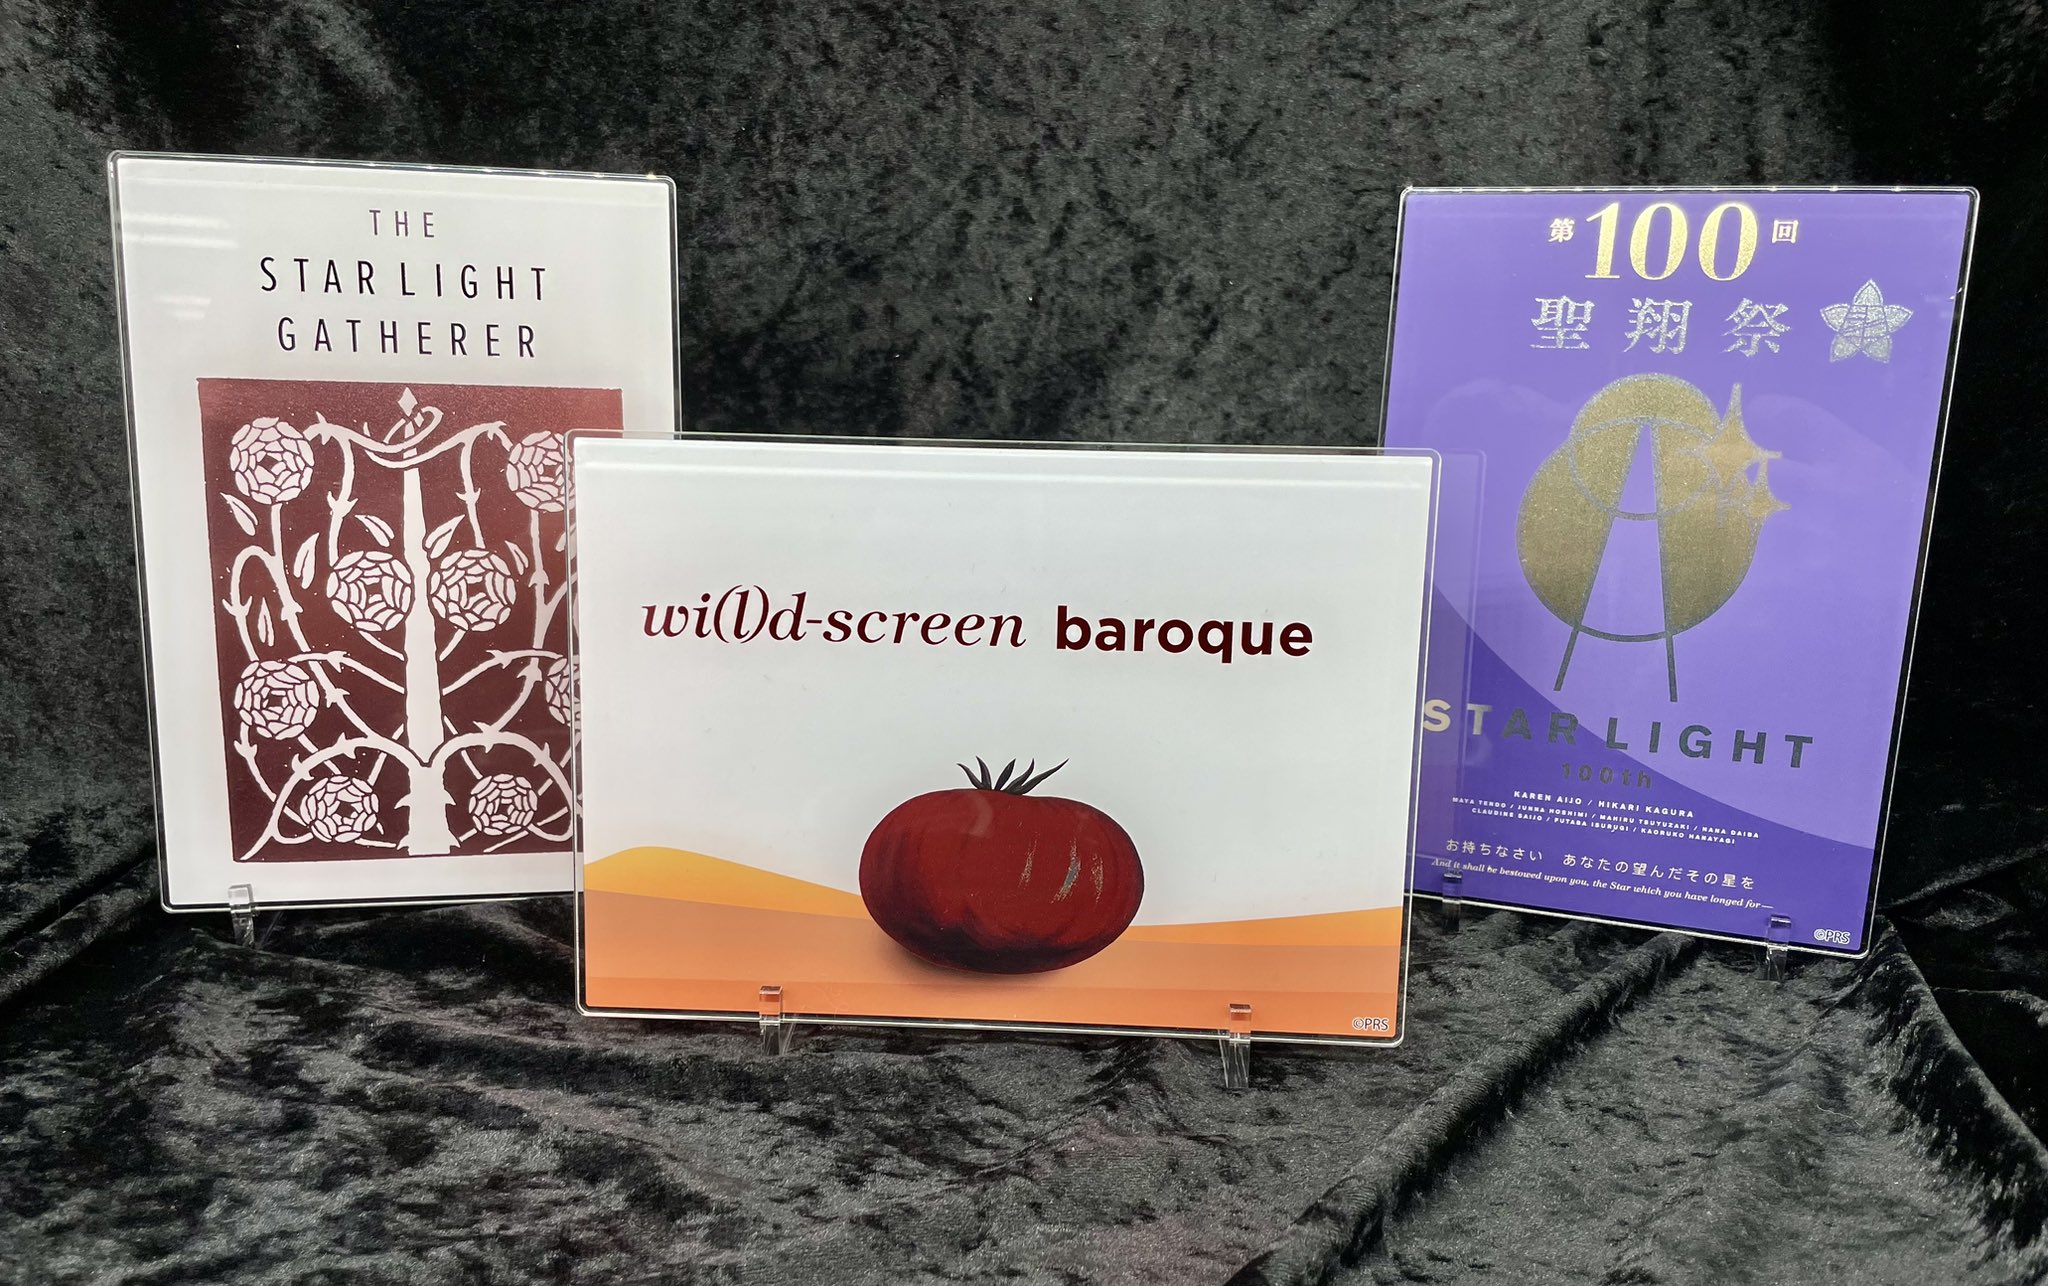 THE
STARLIGHT
GATHERER
wi(l)d-screen baroque
©PRS
第100回
聖翔祭
STARLIGHT
100th
KAREN AIJO / HIKARI KAGURA
MAYA TENDO / JUNNA HOSHIMI / MAHIRU TSUYUZAKI / NANA DAIBA
CLAUDINE SAIJO / FUTABA ISURUGI / KAORUKO HANAYAGI
お持ちなさい あなたの望んだその星を
And it shall be bestowed upon you, the Star which you have longed for—
©PRS